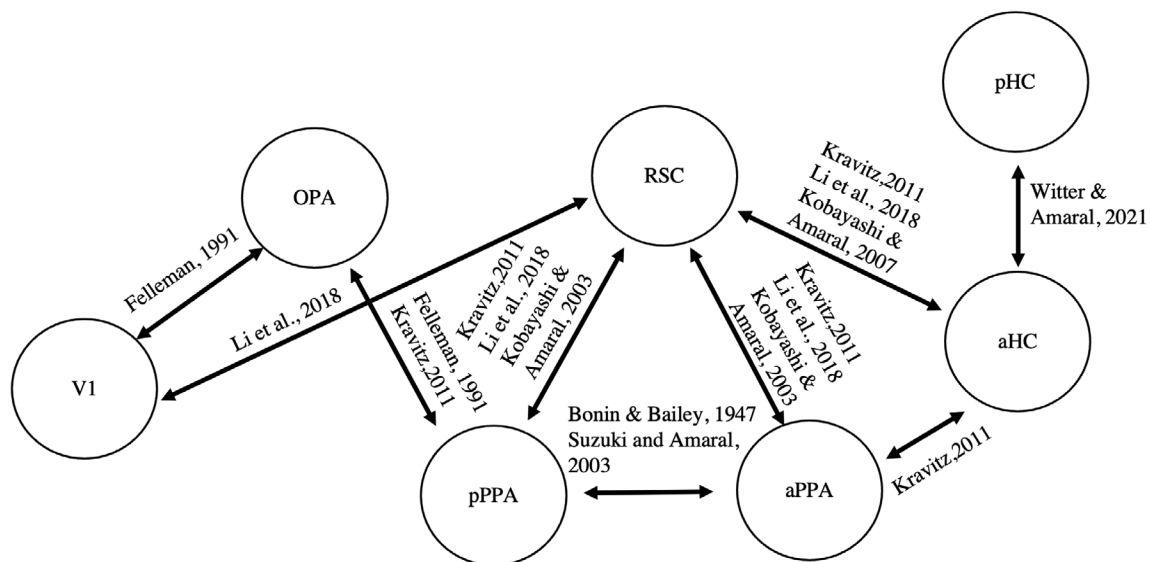 pHC
RSC
OPA
Kravitz,2011
Li et al., 2018
Kobayashi &
Amaral, 2007
Witter &
Amaral, 2021
Felleman, 1991
Li et al., 2018
Felleman, 1991
Kravitz,2011
Kravitz,2011
Li et al., 2018
Kobayashi &
Amaral, 2003
Kravitz,2011
Li et al., 2018
Kobayashi &
Amaral, 2003
aHC
V1
Bonin & Bailey, 1947
Suzuki and Amaral,
2003
Kravitz,2011
pPPA
aPPA